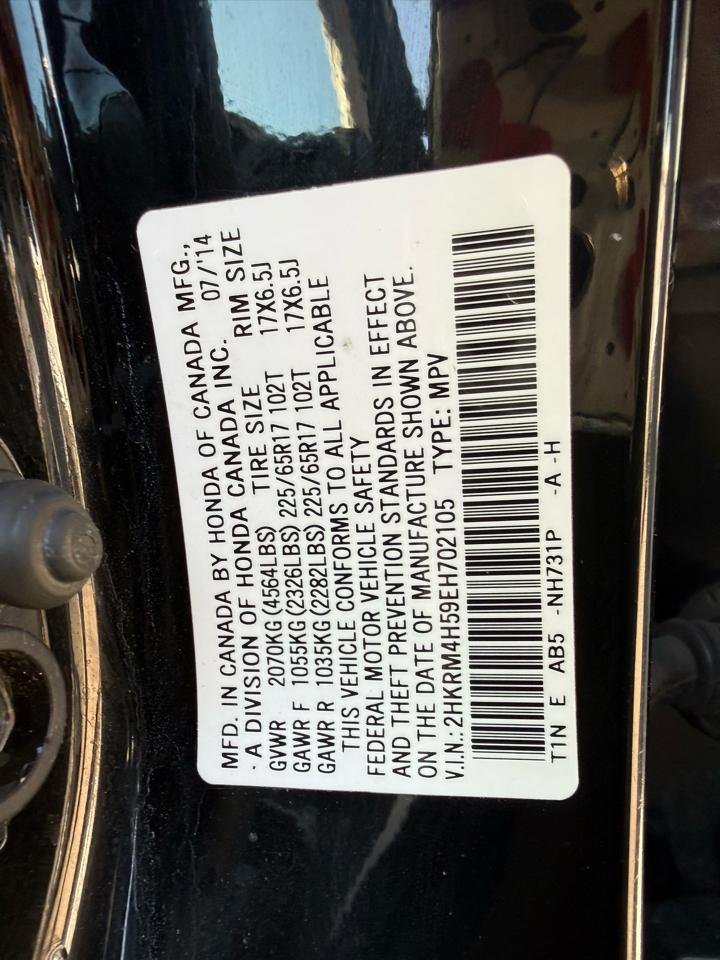 MFD. IN CANADA BY HONDA OF CANADA MFG.,
· A DIVISION OF HONDA CANADA INC. 07/'14
GVWR 2070KG (4564LBS) TIRE SIZE RIM SIZE
GAWR F 1055KG (2326LBS) 225/65R17 102T 17X6.5J
GAWR R 1035KG (2282LBS) 225/65R17 102T 17X6.5J
THIS VEHICLE CONFORMS TO ALL APPLICABLE
FEDERAL MOTOR VEHICLE SAFETY
AND THEFT PREVENTION STANDARDS IN EFFECT
ON THE DATE OF MANUFACTURE SHOWN ABOVE.
V.I.N.: 2HKRM4H59EH702105 TYPE: MPV
T1N E AB5 -NH731P -A -H